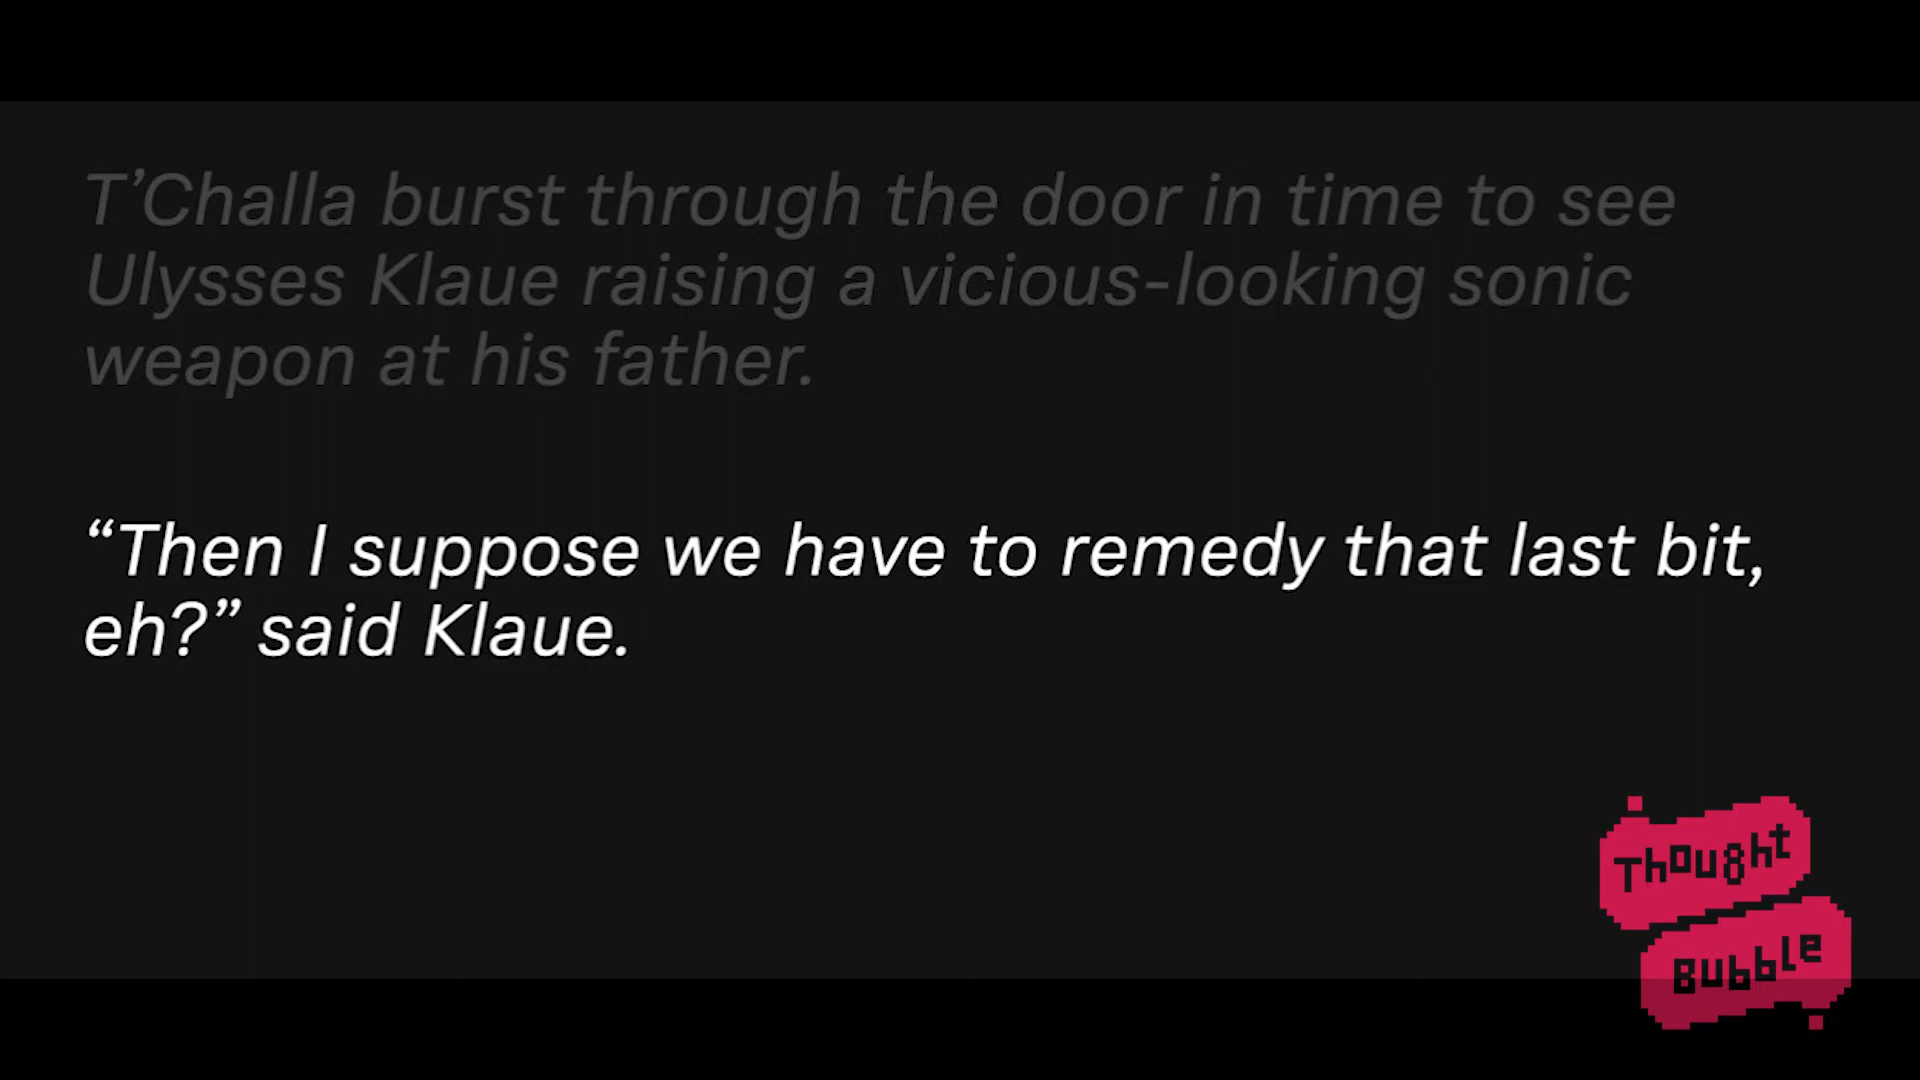 T’Challa burst through the door in time to see
Ulysses Klaue raising a vicious-looking sonic
weapon at his father.
“Then I suppose we have to remedy that last bit,
eh?” said Klaue.
Thought
Bubble